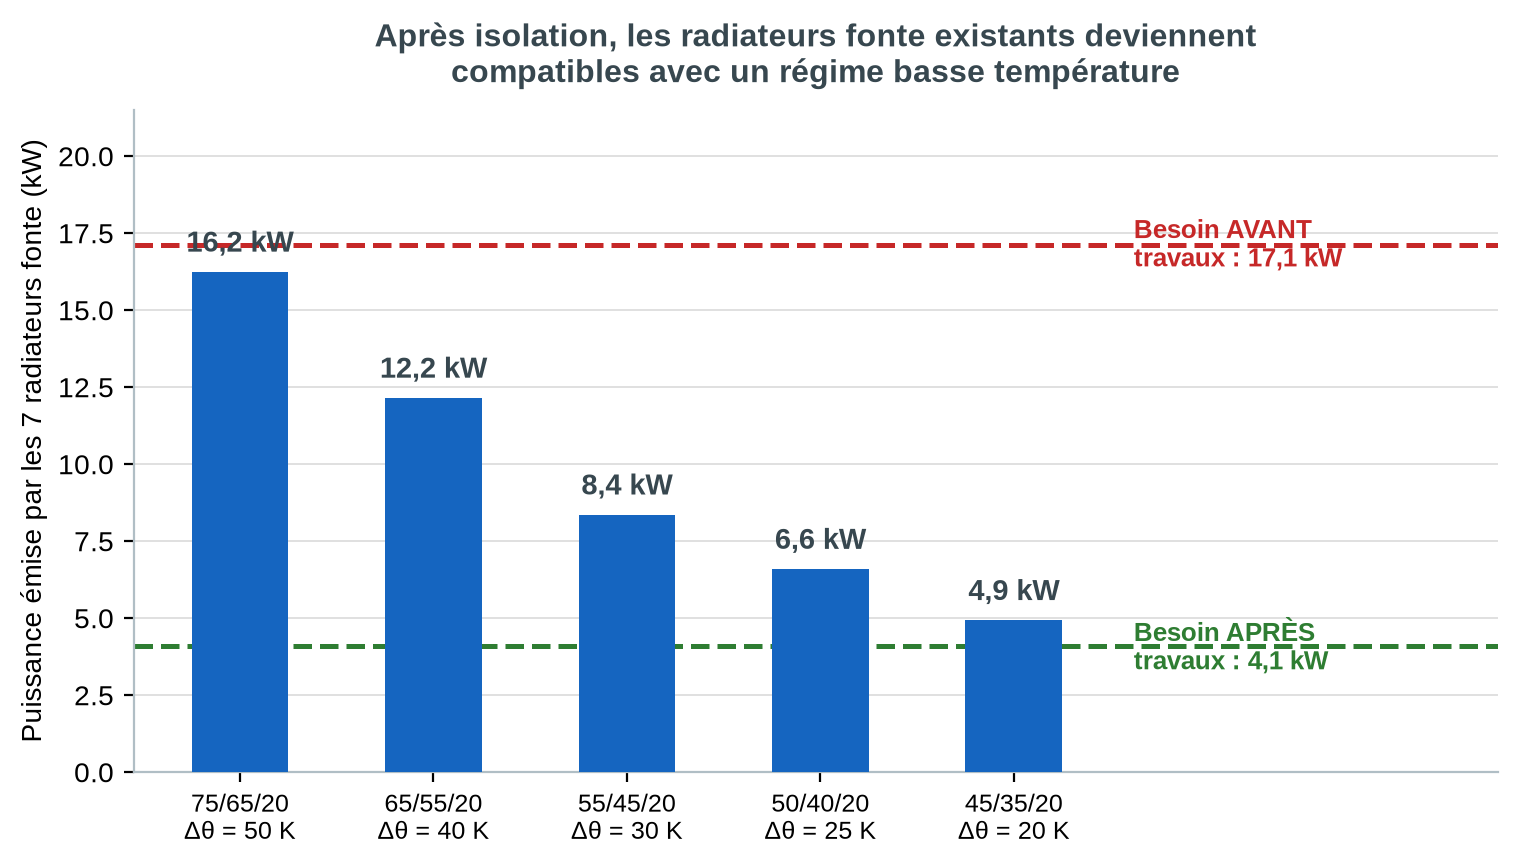 Après isolation, les radiateurs fonte existants deviennent
compatibles avec un régime basse température
Puissance émise par les 7 radiateurs fonte (kW)
20.0
17.5
15.0
12.5
10.0
7.5
5.0
2.5
0.0
16,2 kW
12,2 kW
8,4 kW
6,6 kW
4,9 kW
Besoin AVANT
travaux : 17,1 kW
Besoin APRÈS
travaux : 4,1 kW
75/65/20
Δθ = 50 K
65/55/20
Δθ = 40 K
55/45/20
Δθ = 30 K
50/40/20
Δθ = 25 K
45/35/20
Δθ = 20 K